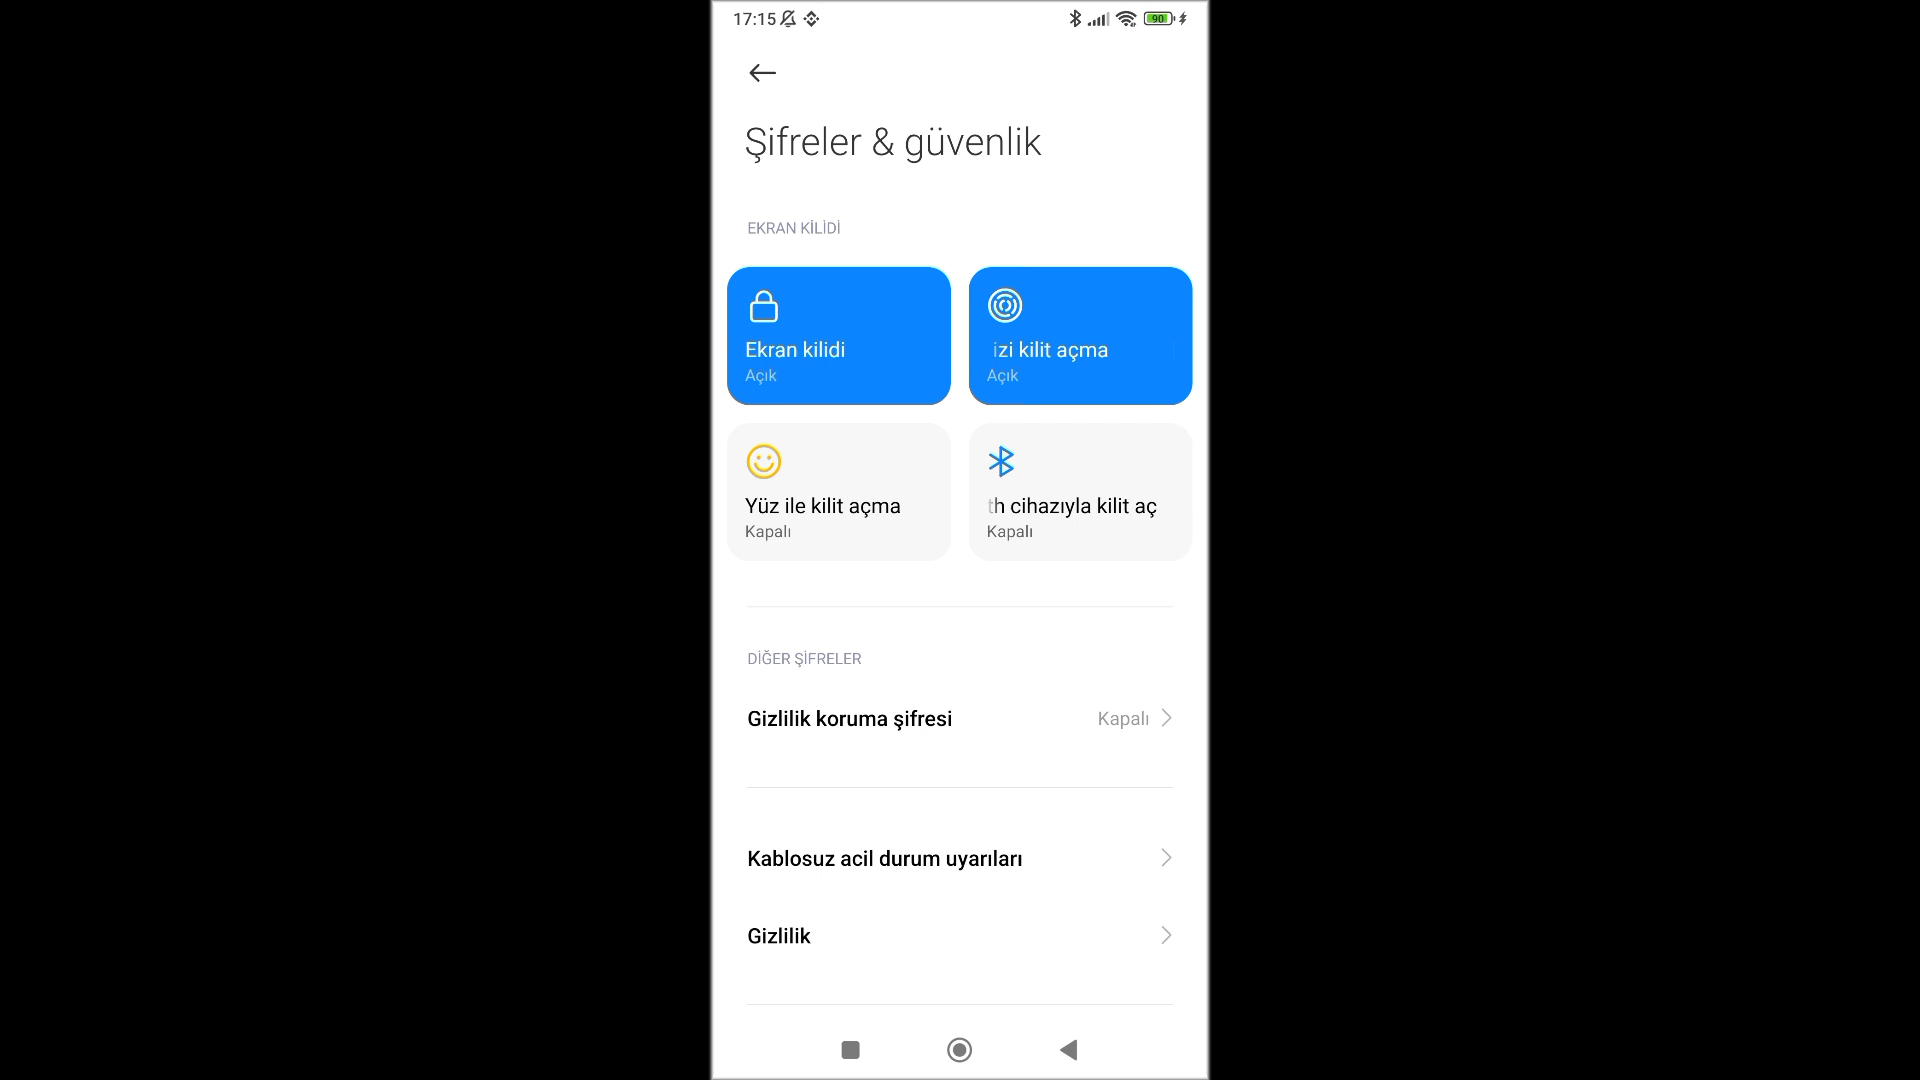 17:15
90
Şifreler & güvenlik
EKRAN KİLİDİ
Ekran kilidi
Açık
izi kilit açma
Açık
Yüz ile kilit açma
Kapalı
th cihazıyla kilit aç
Kapalı
DİĞER ŞİFRELER
Gizlilik koruma şifresi
Kapalı
Kablosuz acil durum uyarıları
Gizlilik